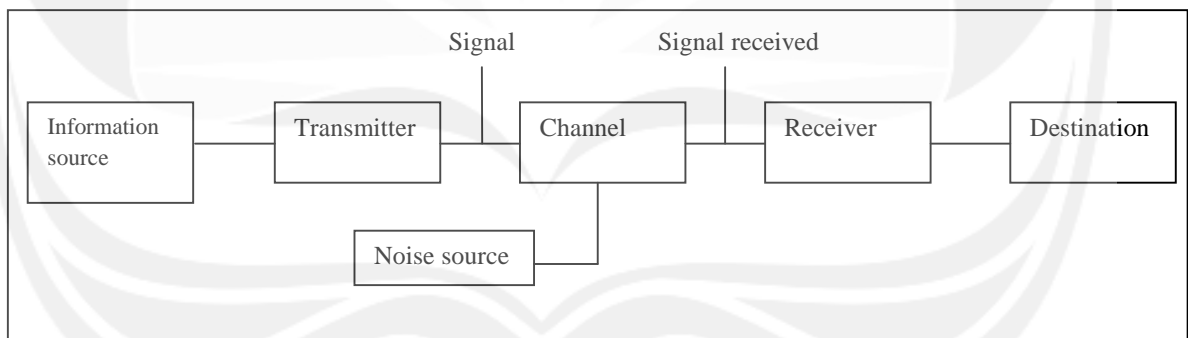 Signal
Signal received
Information
source
Transmitter
Channel
Receiver
Destination
Noise source